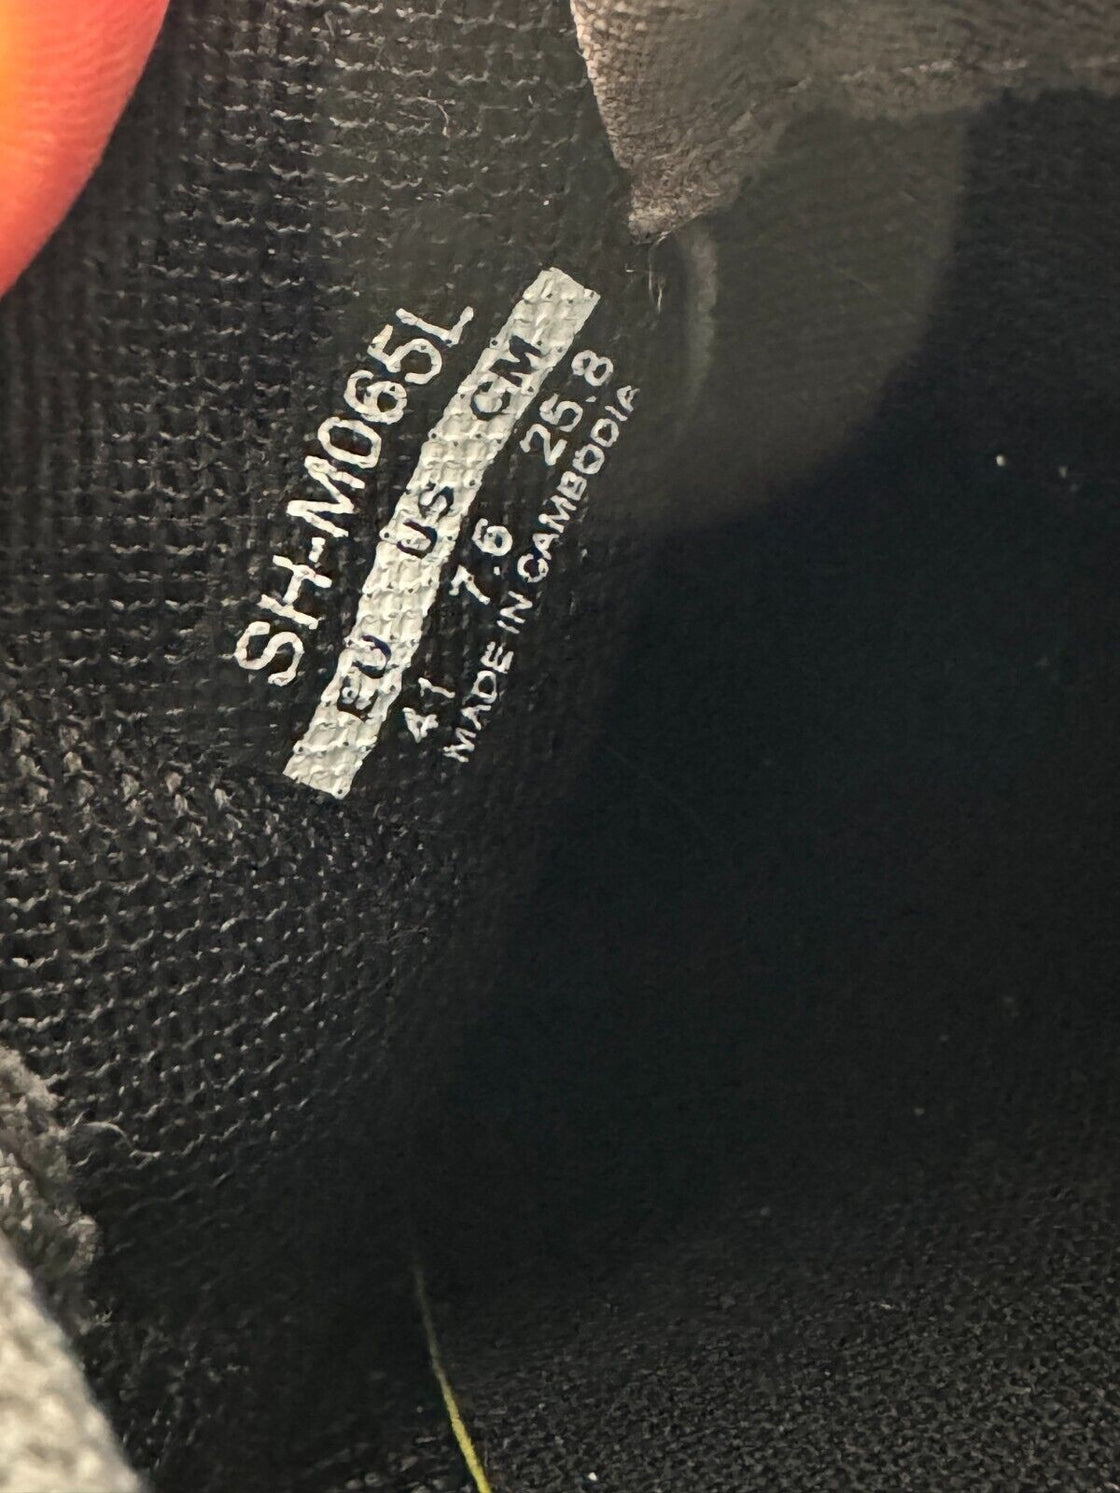 SH-M065L
EU US CM
41 7.6 25.8
MADE IN CAMBODIA